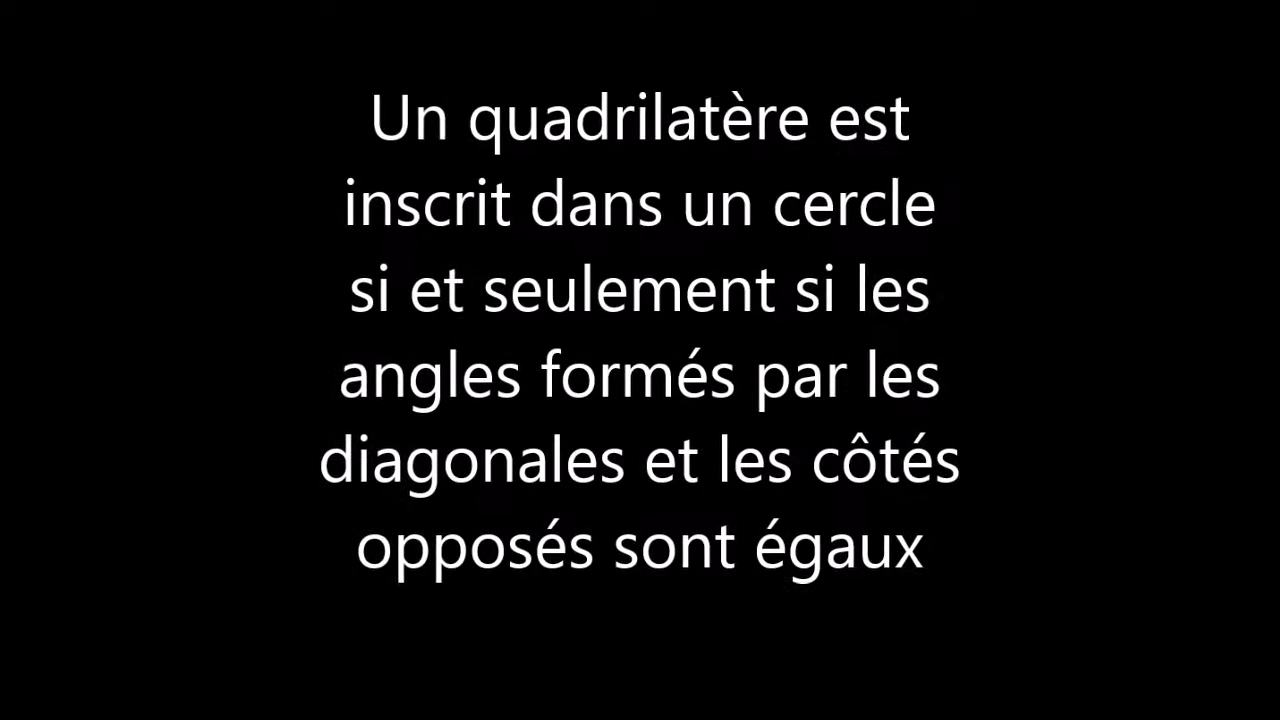 Un quadrilatère est
inscrit dans un cercle
si et seulement si les
angles formés par les
diagonales et les côtés
opposés sont égaux